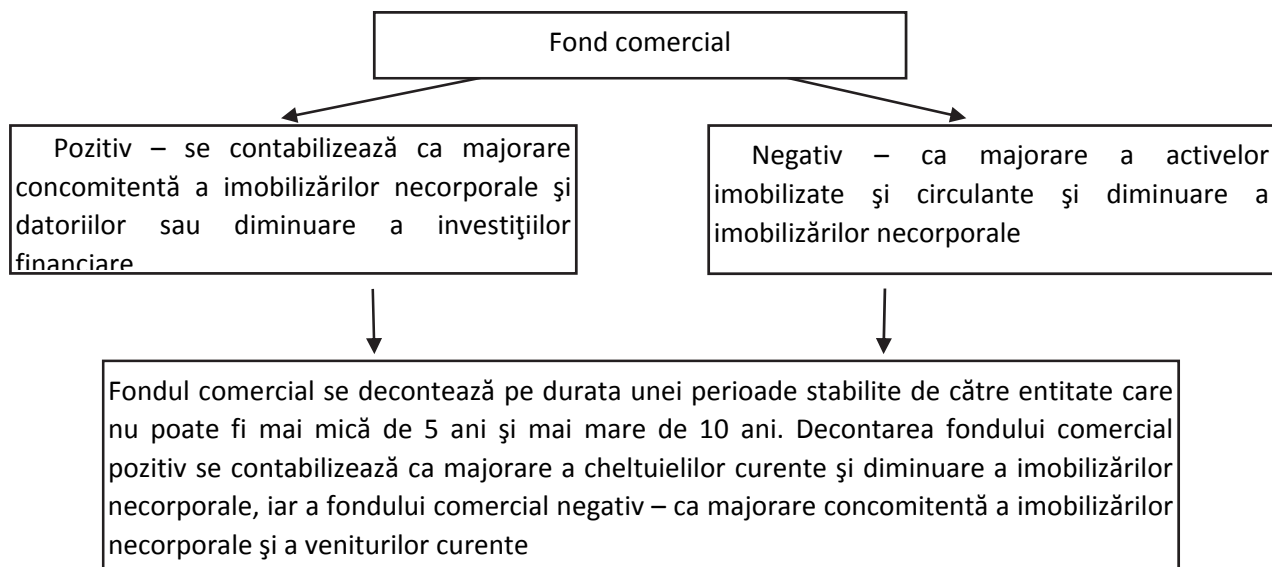 Fond comercial
Pozitiv – se contabilizează ca majorare
concomitentă a imobilizărilor necorporale şi
datoriilor sau diminuare a investiţiilor
financiare
Negativ – ca majorare a activelor
imobilizate şi circulante şi diminuare a
imobilizărilor necorporale
Fondul comercial se decontează pe durata unei perioade stabilite de către entitate care
nu poate fi mai mică de 5 ani şi mai mare de 10 ani. Decontarea fondului comercial
pozitiv se contabilizează ca majorare a cheltuielilor curente şi diminuare a imobilizărilor
necorporale, iar a fondului comercial negativ – ca majorare concomitentă a imobilizărilor
necorporale şi a veniturilor curente